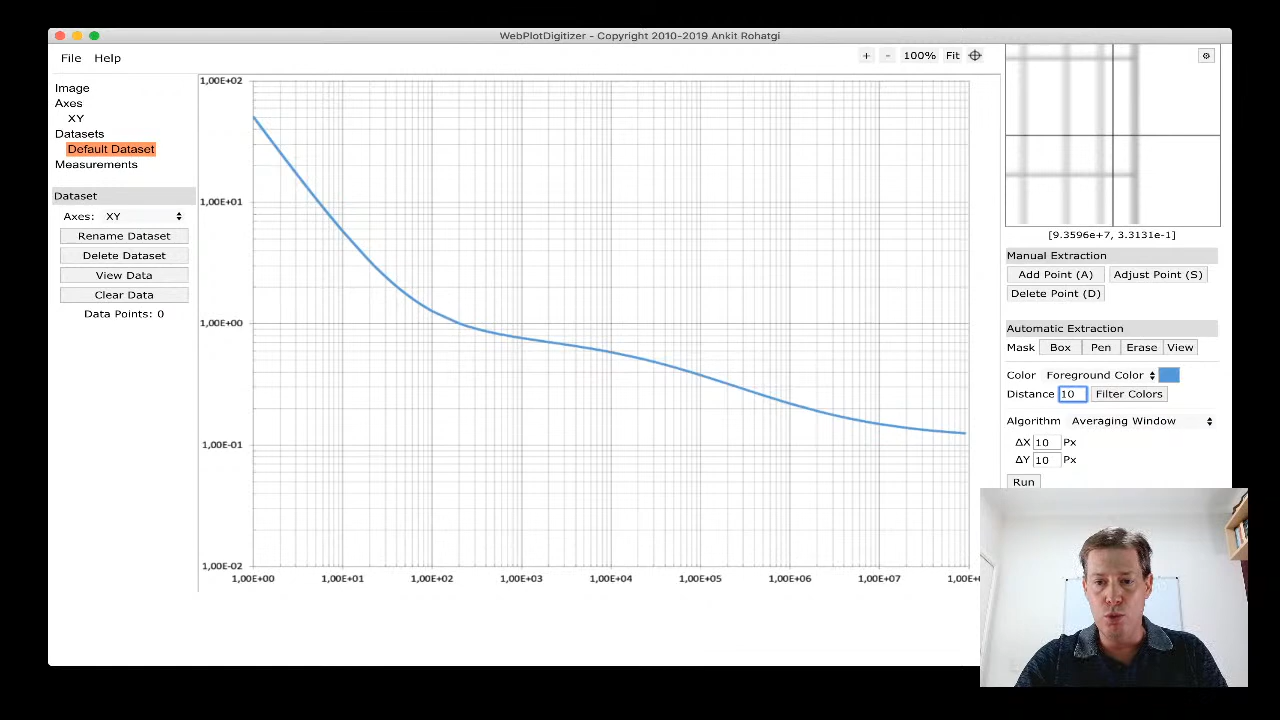 WebPlotDigitizer - Copyright 2010-2019 Ankit Rohatgi
File Help
+ - 100% Fit
Image
Axes
XY
Datasets
Default Dataset
Measurements
Dataset
Axes: XY
Rename Dataset
Delete Dataset
View Data
Clear Data
Data Points: 0
1,00E+02
1,00E+01
1,00E+00
1,00E-01
1,00E-02
1,00E+00 1,00E+01 1,00E+02 1,00E+03 1,00E+04 1,00E+05 1,00E+06 1,00E+07 1,00E+
[9.3596e+7, 3.3131e-1]
Manual Extraction
Add Point (A) Adjust Point (S)
Delete Point (D)
Automatic Extraction
Mask Box Pen Erase View
Color Foreground Color
Distance 10 Filter Colors
Algorithm Averaging Window
ΔX 10 Px
ΔY 10 Px
Run